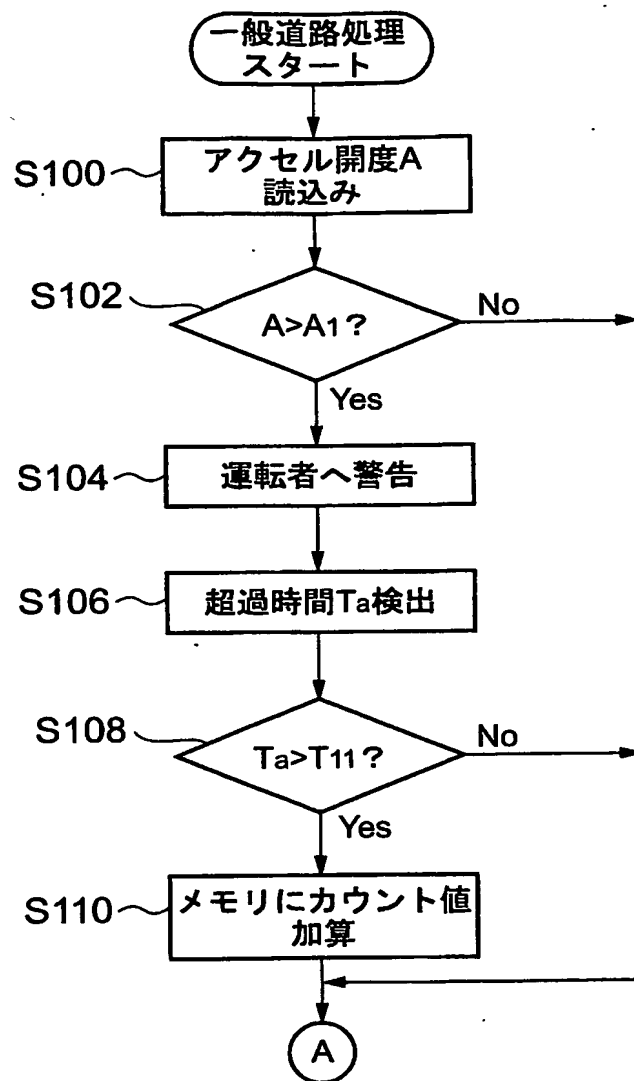 一般道路処理
スタート
S100
アクセル開度A
読込み
S102
A>A1?
No
Yes
S104
運転者へ警告
S106
超過時間Ta検出
S108
Ta>T11?
No
Yes
S110
メモリにカウント値
加算
A